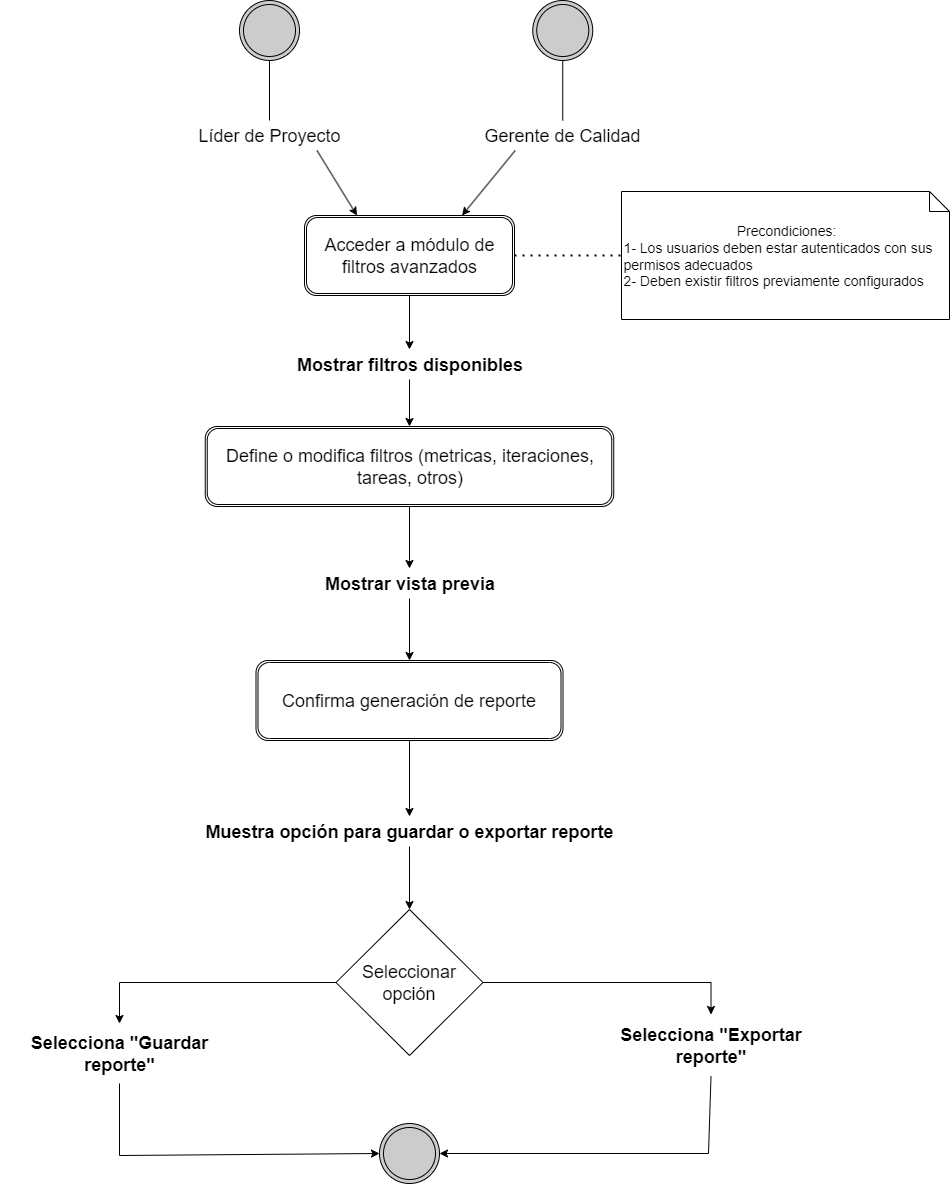 Líder de Proyecto
Gerente de Calidad
Acceder a módulo de
filtros avanzados
Precondiciones:
1- Los usuarios deben estar autenticados con sus
permisos adecuados
2- Deben existir filtros previamente configurados
Mostrar filtros disponibles
Define o modifica filtros (metricas, iteraciones,
tareas, otros)
Mostrar vista previa
Confirma generación de reporte
Muestra opción para guardar o exportar reporte
Seleccionar
opción
Selecciona "Guardar
reporte"
Selecciona "Exportar
reporte"